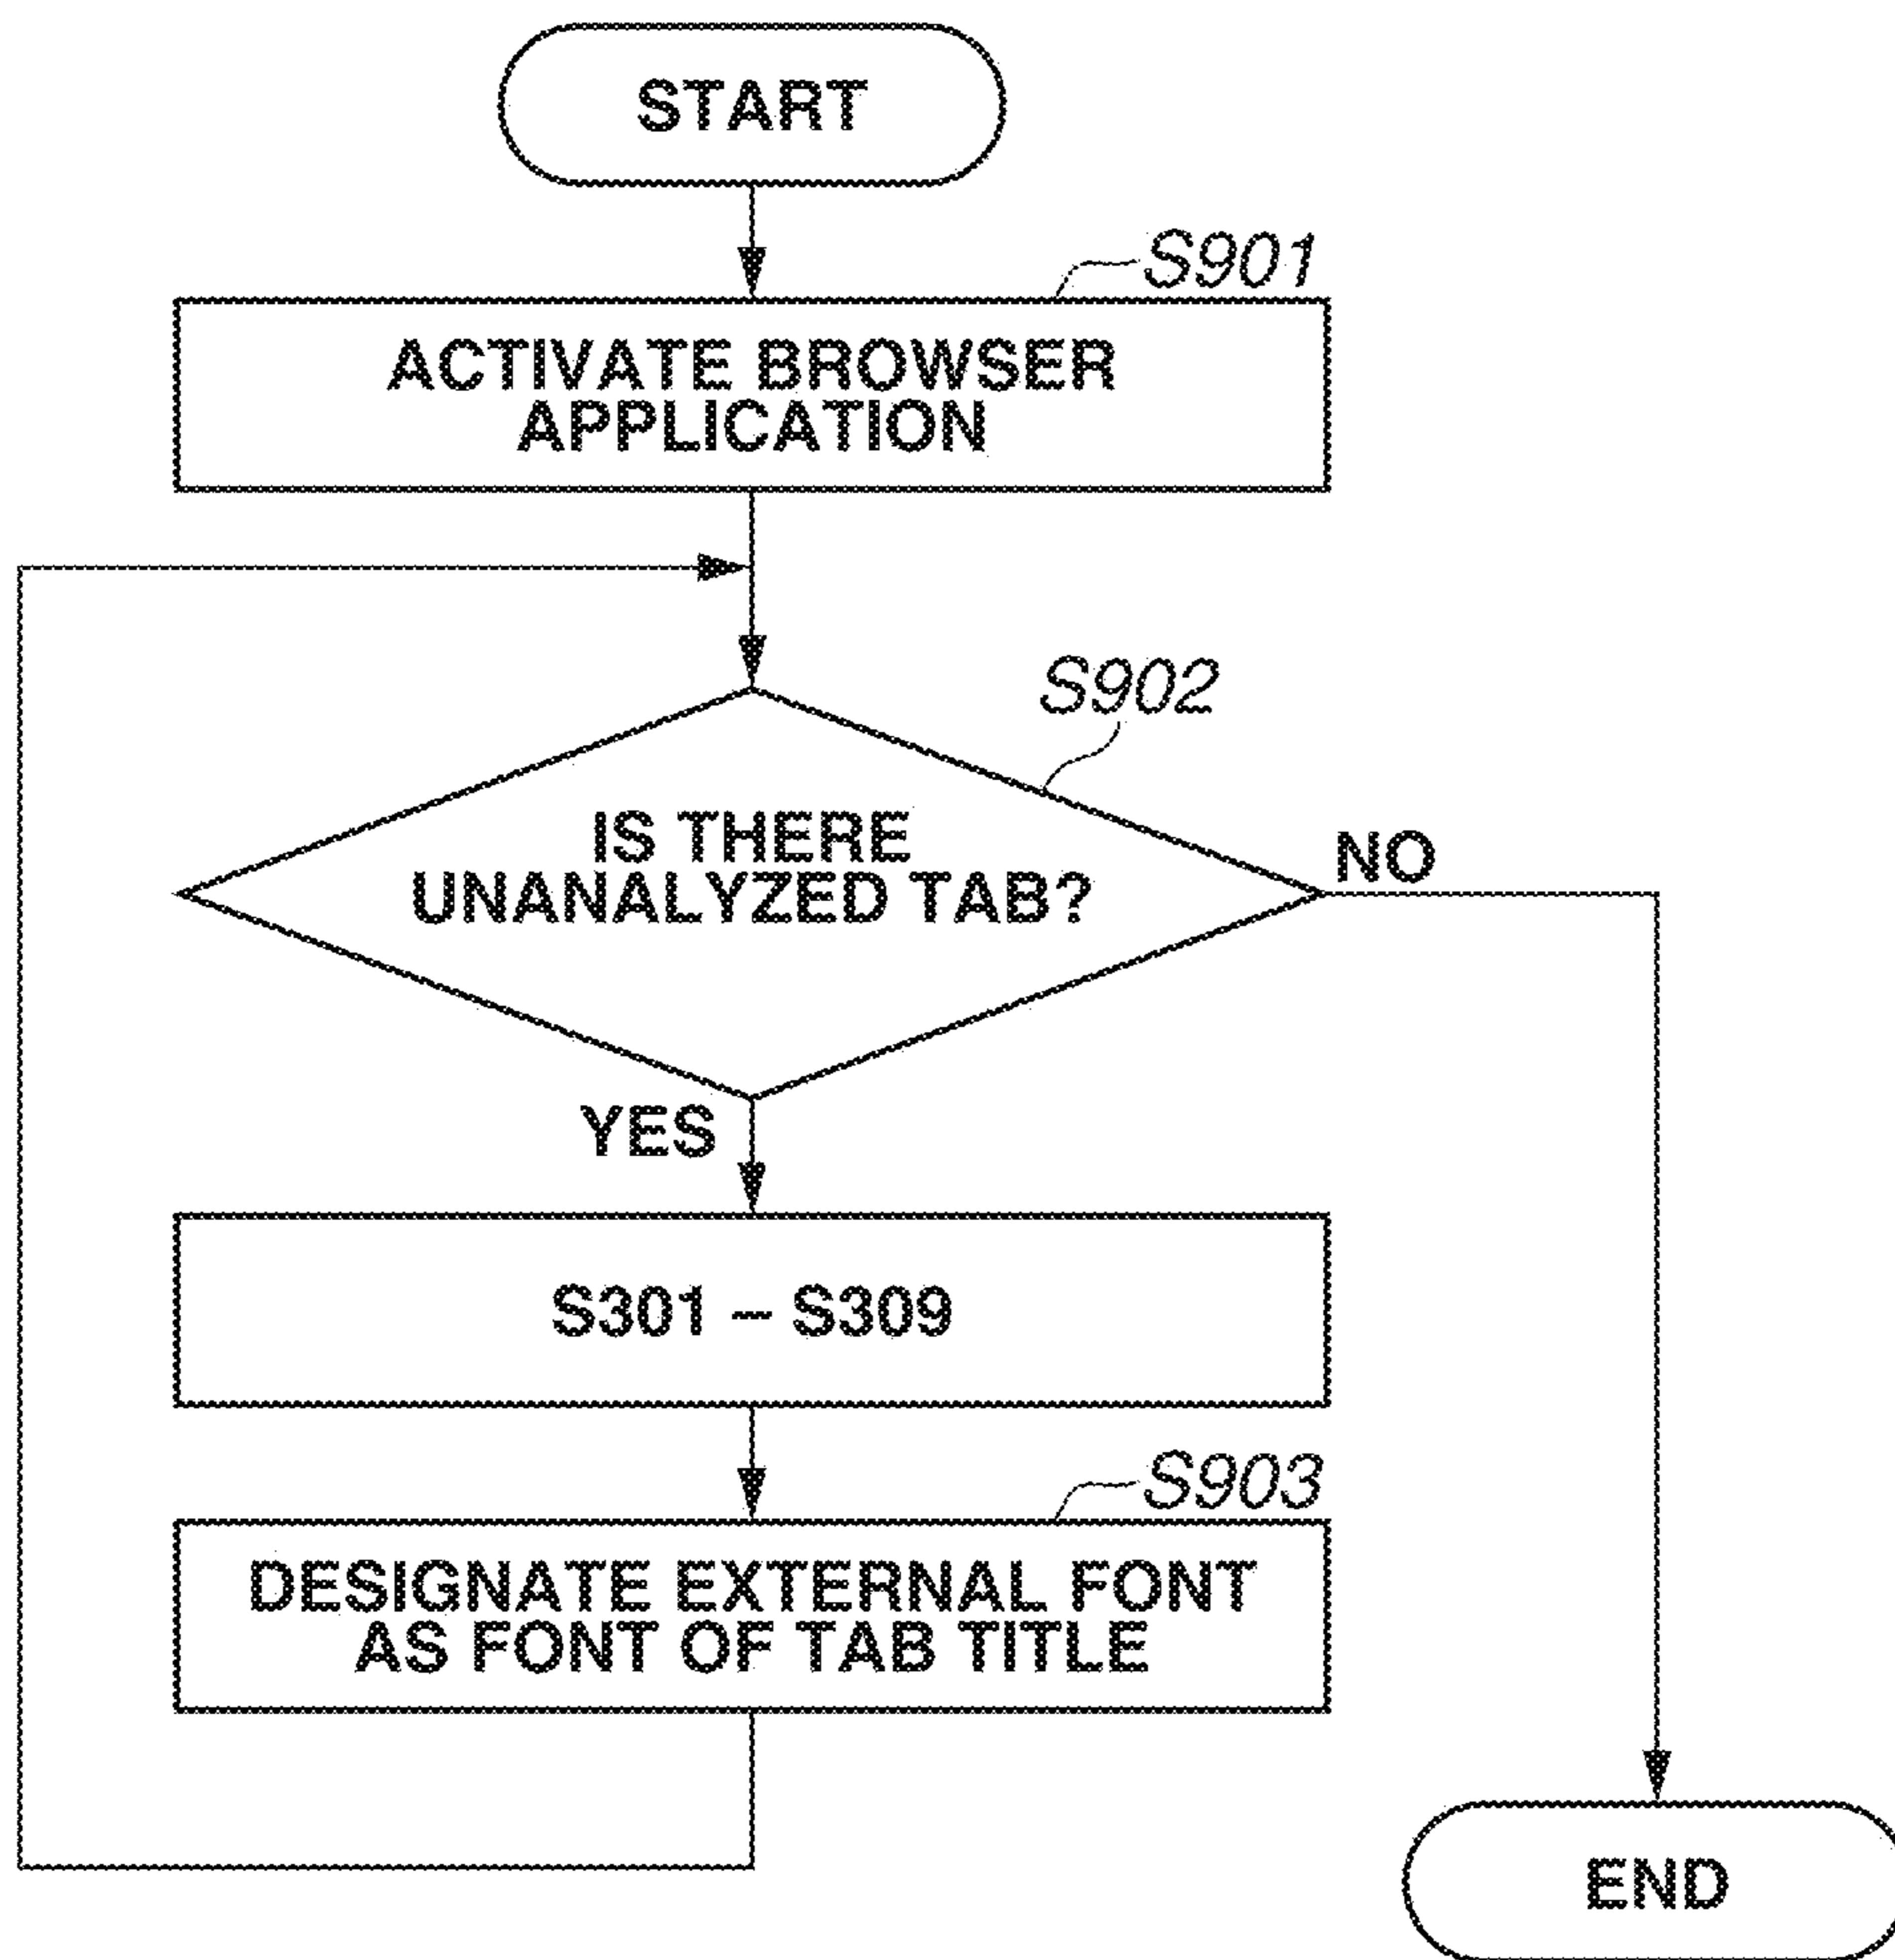 START
S901
ACTIVATE BROWSER
APPLICATION
S902
IS THERE
UNANALYZED TAB?
NO
YES
S301 – S309
S903
DESIGNATE EXTERNAL FONT
AS FONT OF TAB TITLE
END